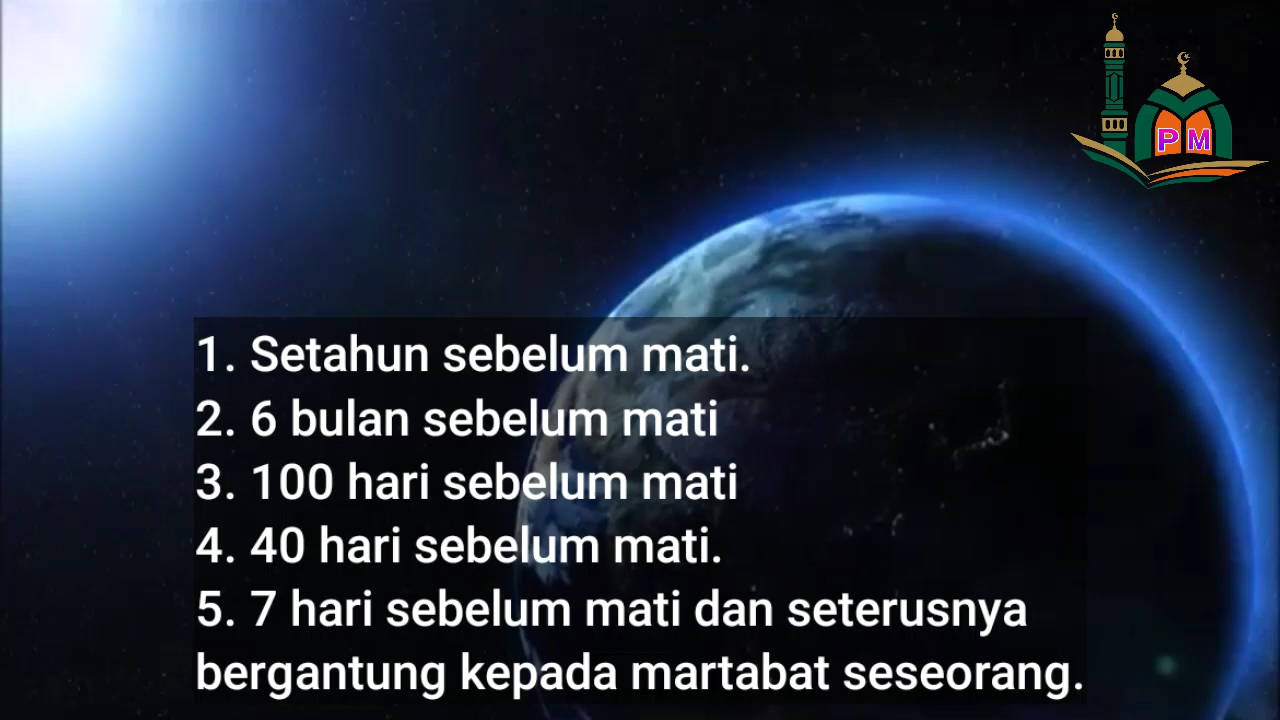 PM
1. Setahun sebelum mati.
2. 6 bulan sebelum mati
3. 100 hari sebelum mati
4. 40 hari sebelum mati.
5. 7 hari sebelum mati dan seterusnya
bergantung kepada martabat seseorang.